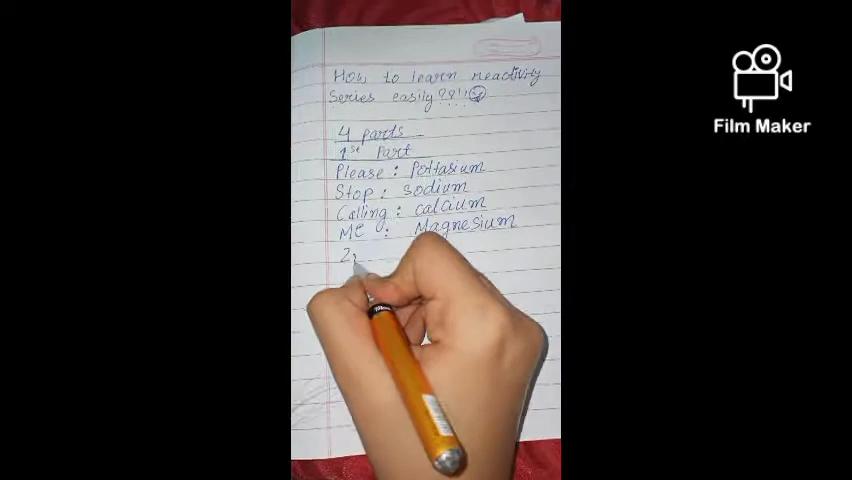 How to learn reactivity
Series easily??!!
4 parts
1st Part
Please : Pottasium
Stop : sodium
Calling : calcium
Me : Magnesium
Film Maker